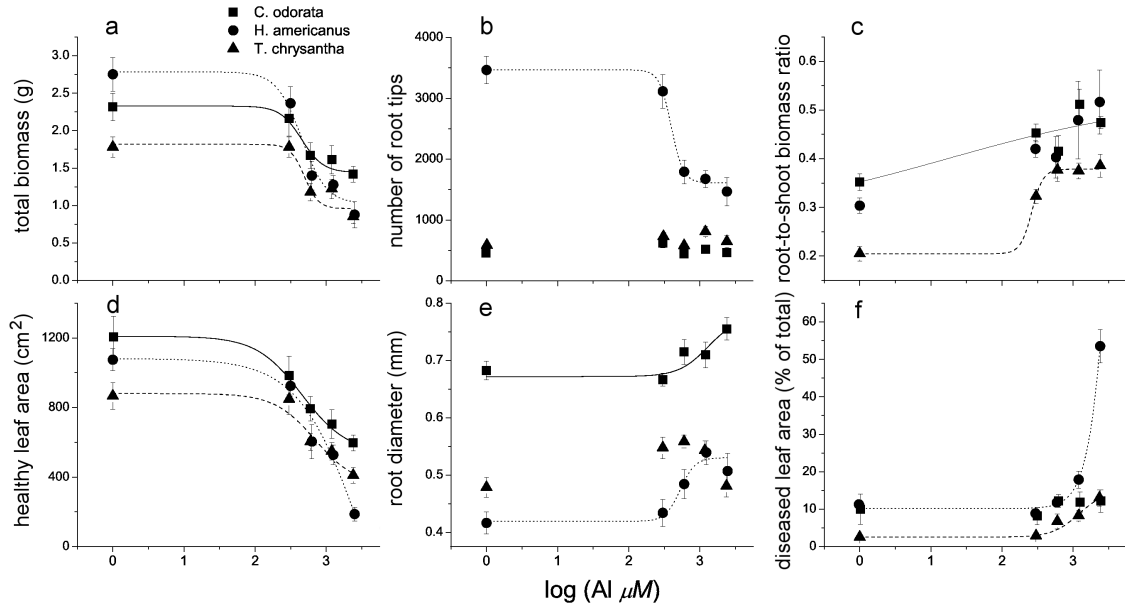 a
C. odorata
H. americanus
T. chrysantha
total biomass (g)
3.0
2.5
2.0
1.5
1.0
0.5
0.0
b
number of root tips
4000
3000
2000
1000
0
c
root-to-shoot biomass ratio
0.6
0.5
0.4
0.3
0.2
d
healthy leaf area (cm²)
1200
800
400
0
0 1 2 3
e
root diameter (mm)
0.8
0.7
0.6
0.5
0.4
0 1 2 3
f
diseased leaf area (% of total)
60
50
40
30
20
10
0
0 1 2 3
log (Al μM)